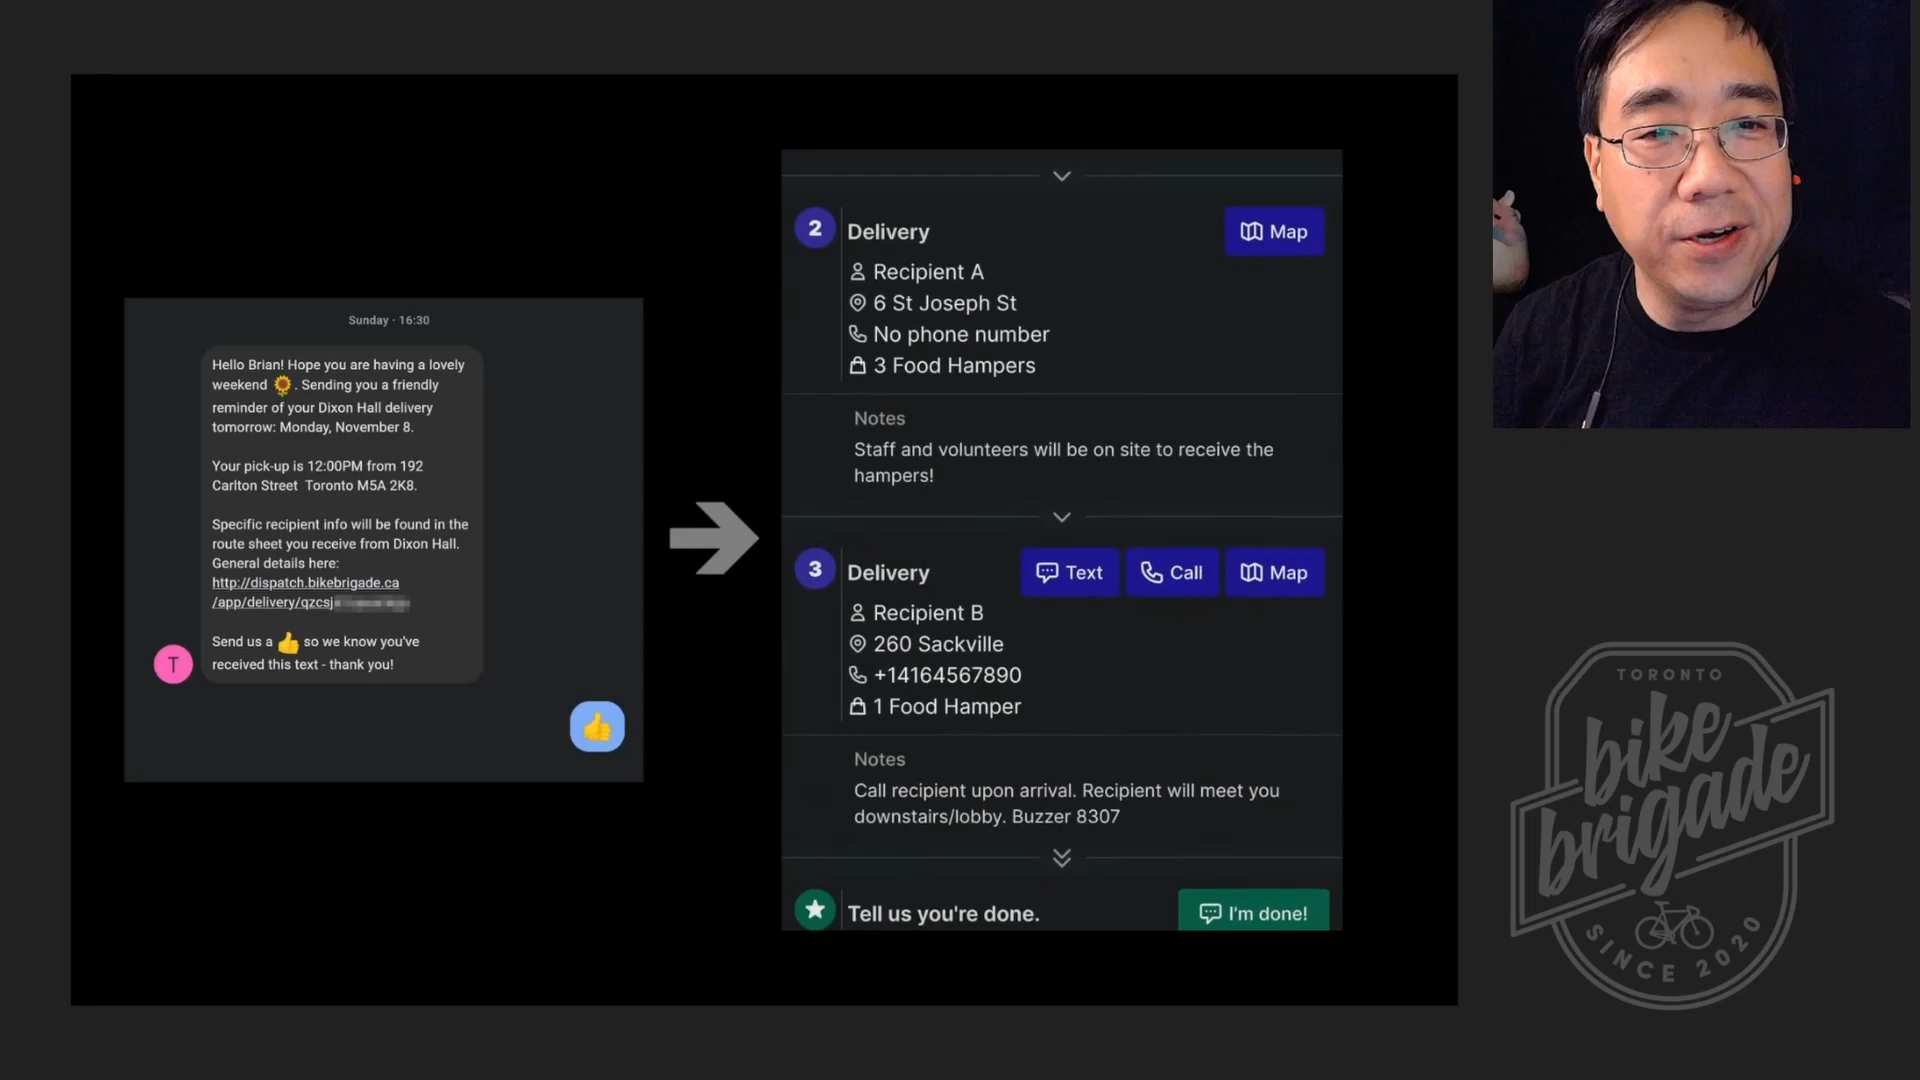 Sunday · 16:30
Hello Brian! Hope you are having a lovely
weekend 🌻. Sending you a friendly
reminder of your Dixon Hall delivery
tomorrow: Monday, November 8.
Your pick-up is 12:00PM from 192
Carlton Street  Toronto M5A 2K8.
Specific recipient info will be found in the
route sheet you receive from Dixon Hall.
General details here:
http://dispatch.bikebrigade.ca
/app/delivery/qzcsj
Send us a 👍 so we know you've
received this text - thank you!
T
👍
2
Delivery
Map
Recipient A
6 St Joseph St
No phone number
3 Food Hampers
Notes
Staff and volunteers will be on site to receive the
hampers!
3
Delivery
Text
Call
Map
Recipient B
260 Sackville
+14164567890
1 Food Hamper
Notes
Call recipient upon arrival. Recipient will meet you
downstairs/lobby. Buzzer 8307
Tell us you're done.
I'm done!
TORONTO
bike
brigade
SINCE 2020